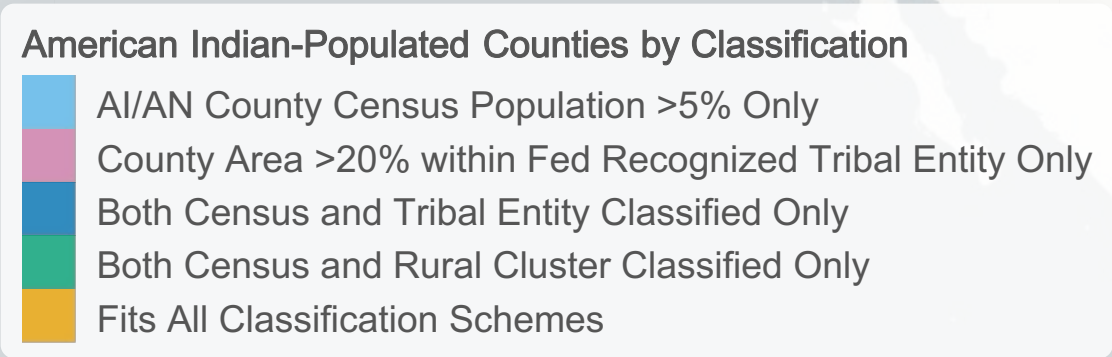 American Indian-Populated Counties by Classification
AI/AN County Census Population >5% Only
County Area >20% within Fed Recognized Tribal Entity Only
Both Census and Tribal Entity Classified Only
Both Census and Rural Cluster Classified Only
Fits All Classification Schemes